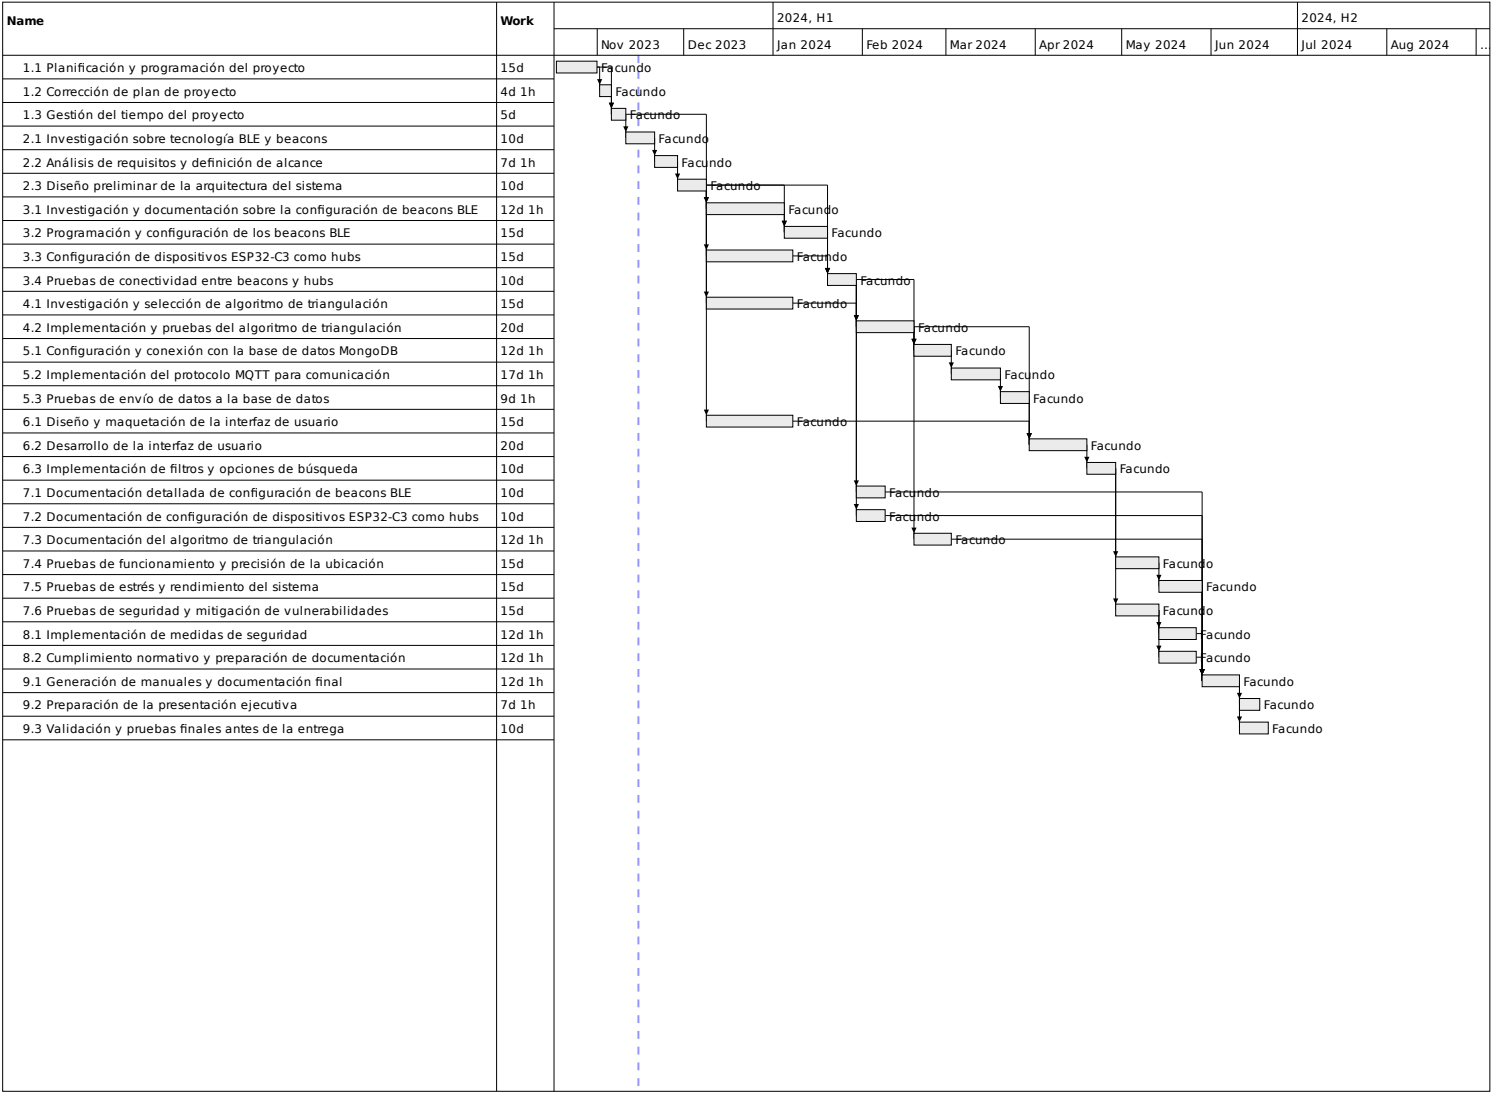 Name Work 2024, H1 2024, H2
Nov 2023 Dec 2023 Jan 2024 Feb 2024 Mar 2024 Apr 2024 May 2024 Jun 2024 Jul 2024 Aug 2024 ...
1.1 Planificación y programación del proyecto 15d Facundo
1.2 Corrección de plan de proyecto 4d 1h Facundo
1.3 Gestión del tiempo del proyecto 5d Facundo
2.1 Investigación sobre tecnología BLE y beacons 10d Facundo
2.2 Análisis de requisitos y definición de alcance 7d 1h Facundo
2.3 Diseño preliminar de la arquitectura del sistema 10d Facundo
3.1 Investigación y documentación sobre la configuración de beacons BLE 12d 1h Facundo
3.2 Programación y configuración de los beacons BLE 15d Facundo
3.3 Configuración de dispositivos ESP32-C3 como hubs 15d Facundo
3.4 Pruebas de conectividad entre beacons y hubs 10d Facundo
4.1 Investigación y selección de algoritmo de triangulación 15d Facundo
4.2 Implementación y pruebas del algoritmo de triangulación 20d Facundo
5.1 Configuración y conexión con la base de datos MongoDB 12d 1h Facundo
5.2 Implementación del protocolo MQTT para comunicación 17d 1h Facundo
5.3 Pruebas de envío de datos a la base de datos 9d 1h Facundo
6.1 Diseño y maquetación de la interfaz de usuario 15d Facundo
6.2 Desarrollo de la interfaz de usuario 20d Facundo
6.3 Implementación de filtros y opciones de búsqueda 10d Facundo
7.1 Documentación detallada de configuración de beacons BLE 10d Facundo
7.2 Documentación de configuración de dispositivos ESP32-C3 como hubs 10d Facundo
7.3 Documentación del algoritmo de triangulación 12d 1h Facundo
7.4 Pruebas de funcionamiento y precisión de la ubicación 15d Facundo
7.5 Pruebas de estrés y rendimiento del sistema 15d Facundo
7.6 Pruebas de seguridad y mitigación de vulnerabilidades 15d Facundo
8.1 Implementación de medidas de seguridad 12d 1h Facundo
8.2 Cumplimiento normativo y preparación de documentación 12d 1h Facundo
9.1 Generación de manuales y documentación final 12d 1h Facundo
9.2 Preparación de la presentación ejecutiva 7d 1h Facundo
9.3 Validación y pruebas finales antes de la entrega 10d Facundo